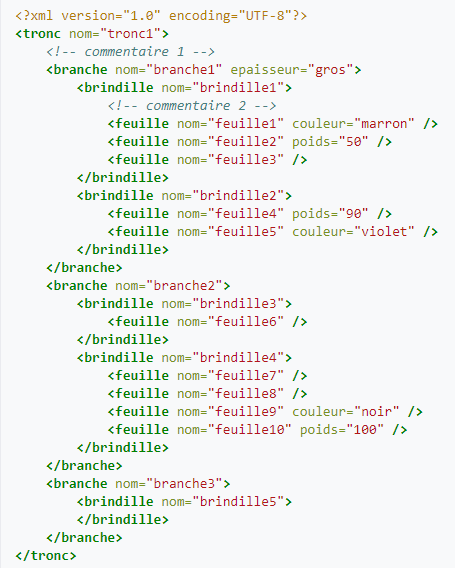 <?xml version="1.0" encoding="UTF-8"?>
<tronc nom="tronc1">
    <!-- commentaire 1 -->
    <branche nom="branche1" epaisseur="gros">
        <brindille nom="brindille1">
            <!-- commentaire 2 -->
            <feuille nom="feuille1" couleur="marron" />
            <feuille nom="feuille2" poids="50" />
            <feuille nom="feuille3" />
        </brindille>
        <brindille nom="brindille2">
            <feuille nom="feuille4" poids="90" />
            <feuille nom="feuille5" couleur="violet" />
        </brindille>
    </branche>
    <branche nom="branche2">
        <brindille nom="brindille3">
            <feuille nom="feuille6" />
        </brindille>
        <brindille nom="brindille4">
            <feuille nom="feuille7" />
            <feuille nom="feuille8" />
            <feuille nom="feuille9" couleur="noir" />
            <feuille nom="feuille10" poids="100" />
        </brindille>
    </branche>
    <branche nom="branche3">
        <brindille nom="brindille5">
        </brindille>
    </branche>
</tronc>